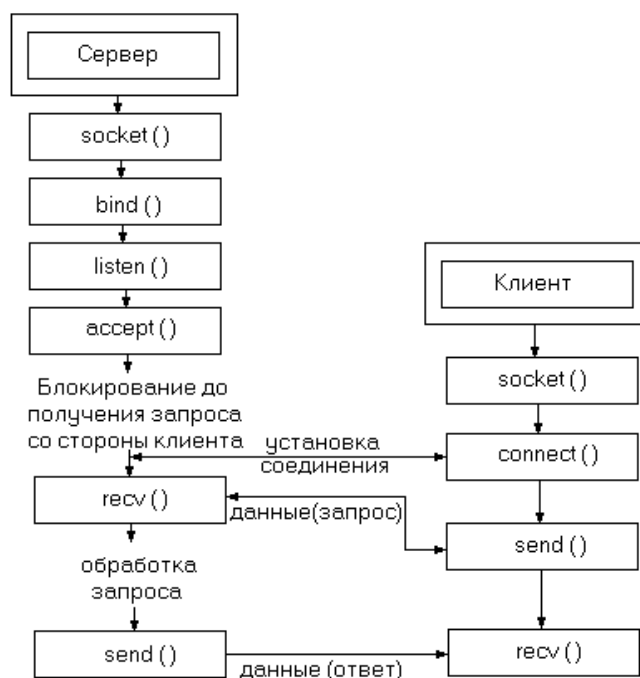 Сервер
socket ( )
bind ( )
listen ( )
accept ( )
Блокирование до
получения запроса
со стороны клиента
recv ( )
обработка
запроса
send ( )
Клиент
socket ( )
connect ( )
send ( )
recv ( )
установка
соединения
данные(запрос)
данные (ответ)